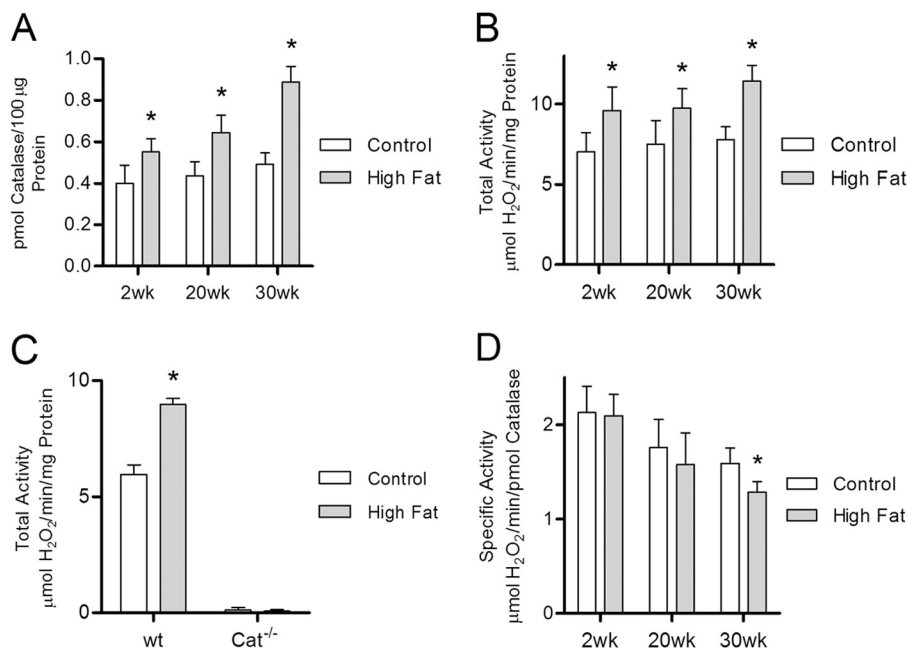 A
pmol Catalase/100 μg
Protein
1.0
0.8
0.6
0.4
0.2
0.0
*
*
*
2wk 20wk 30wk
Control
High Fat
B
Total Activity
μmol H₂O₂/min/mg Protein
10
5
0
*
*
*
2wk 20wk 30wk
Control
High Fat
C
Total Activity
μmol H₂O₂/min/mg Protein
10
5
0
*
wt Cat⁻/⁻
Control
High Fat
D
Specific Activity
μmol H₂O₂/min/pmol Catalase
2
1
0
*
2wk 20wk 30wk
Control
High Fat